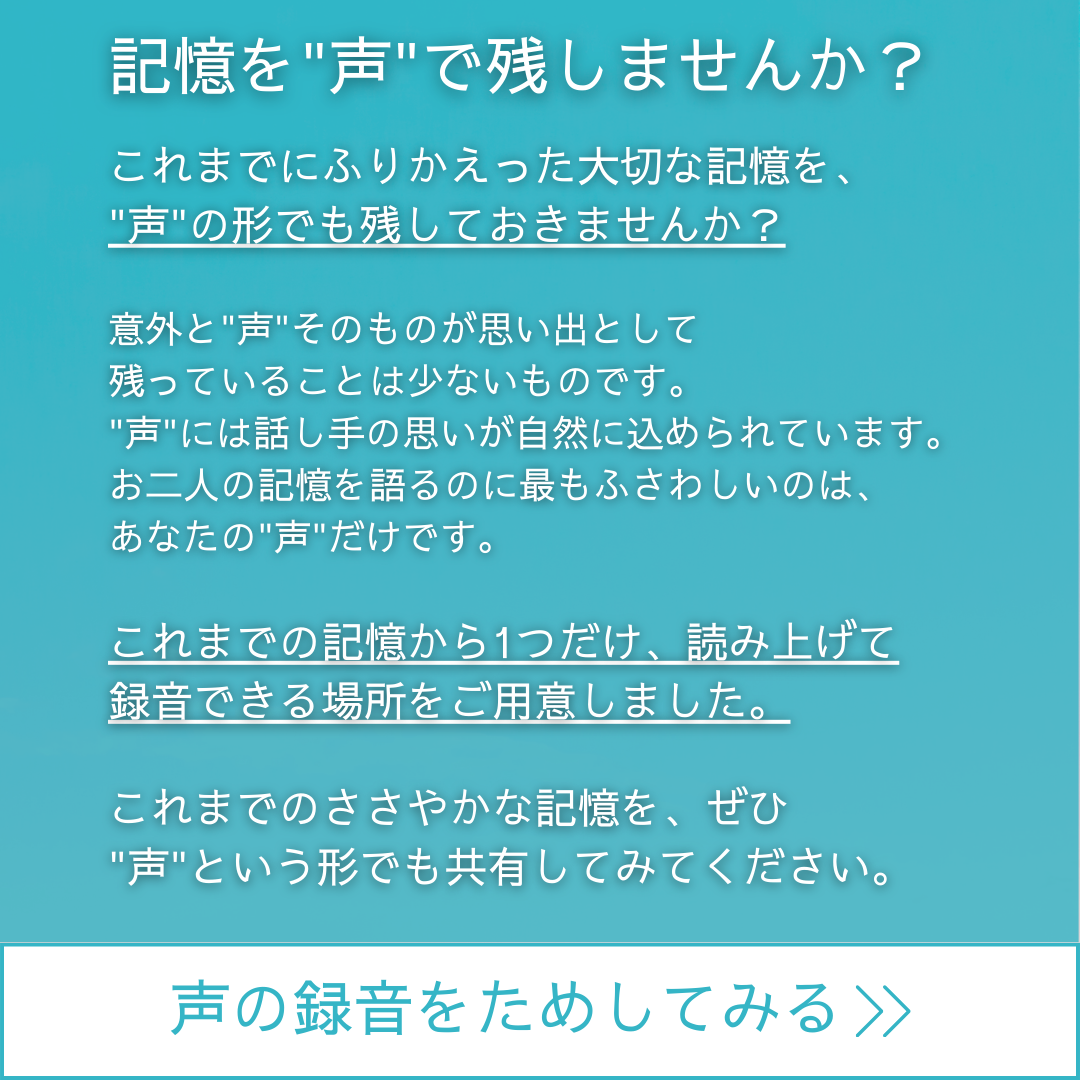 記憶を"声"で残しませんか？
これまでにふりかえった大切な記憶を、
"声"の形でも残しておきませんか？
意外と"声"そのものが思い出として
残っていることは少ないものです。
"声"には話し手の思いが自然に込められています。
お二人の記憶を語るのに最もふさわしいのは、
あなたの"声"だけです。
これまでの記憶から1つだけ、読み上げて
録音できる場所をご用意しました。
これまでのささやかな記憶を、ぜひ
"声"という形でも共有してみてください。
声の録音をためしてみる